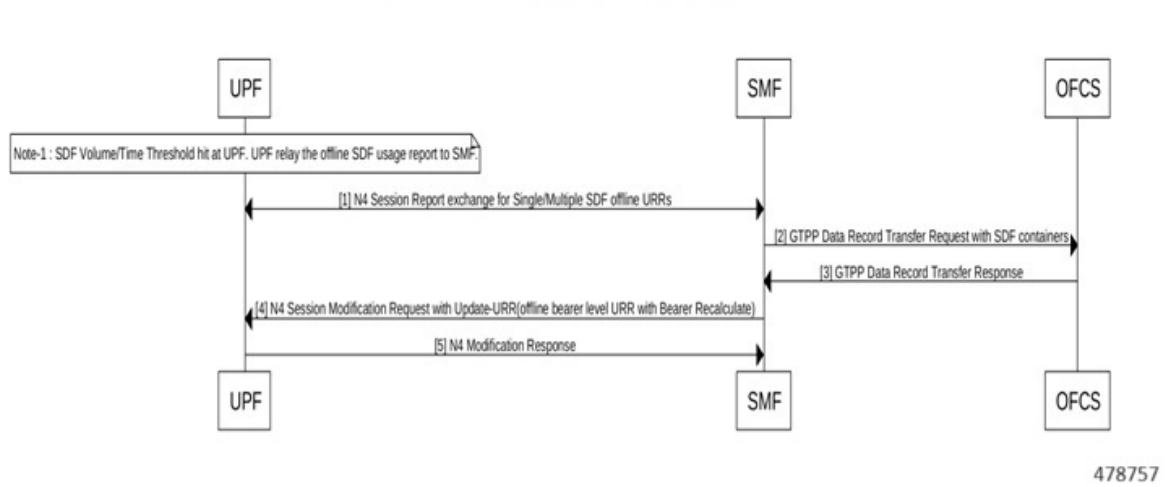 UPF
SMF
OFCS
Note-1 : SDF Volume/Time Threshold hit at UPF. UPF relay the offline SDF usage report to SMF.
[1] N4 Session Report exchange for Single/Multiple SDF offline URRs
[2] GTPP Data Record Transfer Request with SDF containers
[3] GTPP Data Record Transfer Response
[4] N4 Session Modification Request with Update-URR(offline bearer level URR with Bearer Recalculate)
[5] N4 Modification Response
UPF
SMF
OFCS
478757